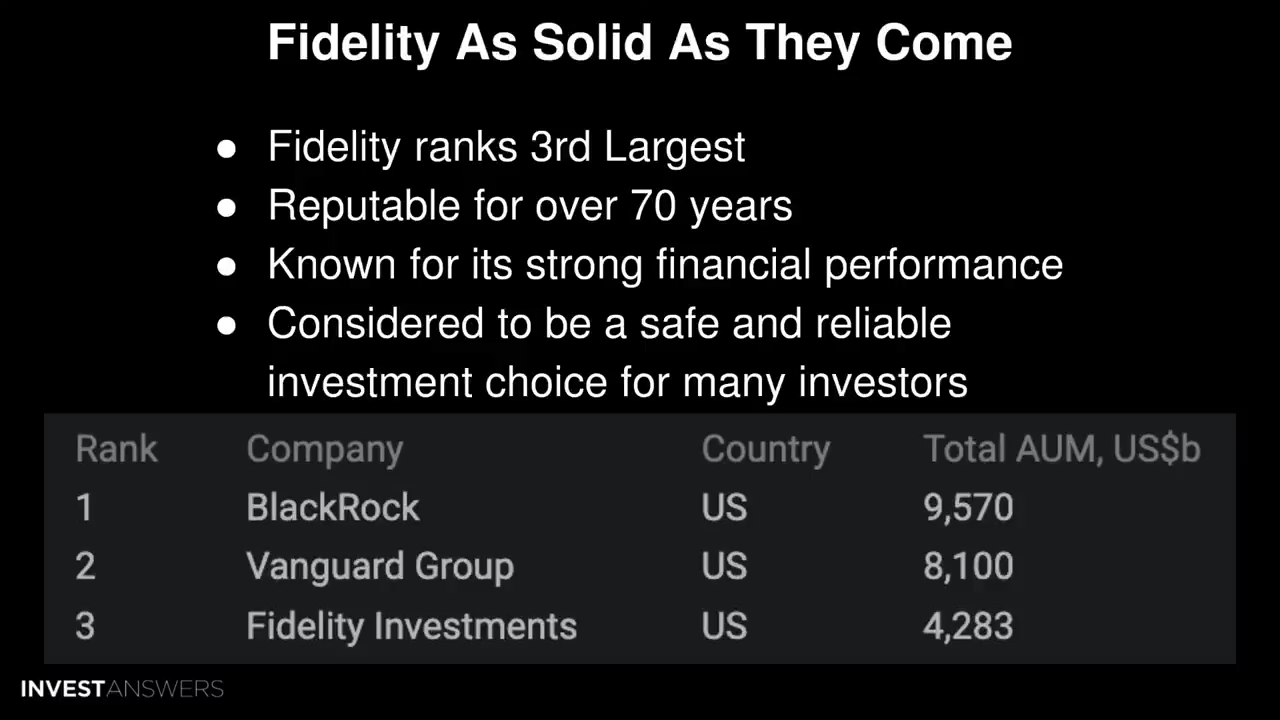 Fidelity As Solid As They Come
● Fidelity ranks 3rd Largest
● Reputable for over 70 years
● Known for its strong financial performance
● Considered to be a safe and reliable
investment choice for many investors
Rank Company Country Total AUM, US$b
1 BlackRock US 9,570
2 Vanguard Group US 8,100
3 Fidelity Investments US 4,283
INVESTANSWERS